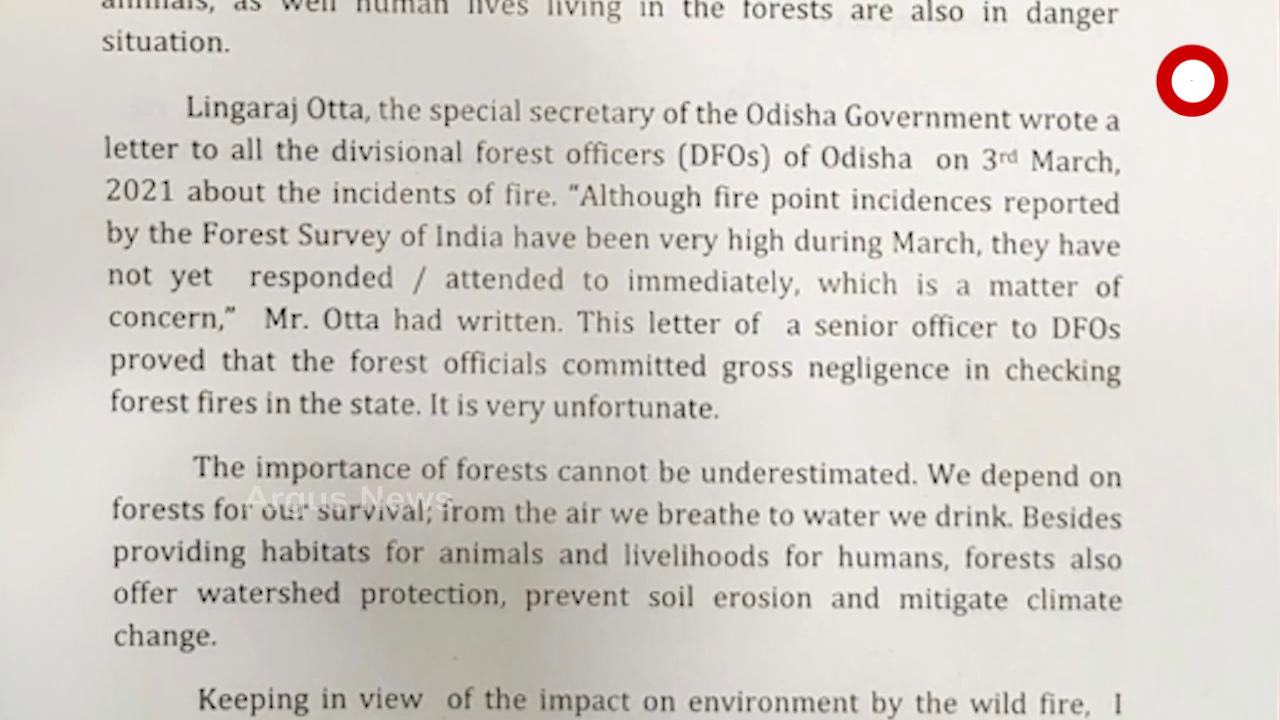 animals, as well human lives living in the forests are also in danger
situation.
Lingaraj Otta, the special secretary of the Odisha Government wrote a
letter to all the divisional forest officers (DFOs) of Odisha on 3rd March,
2021 about the incidents of fire. “Although fire point incidences reported
by the Forest Survey of India have been very high during March, they have
not yet responded / attended to immediately, which is a matter of
concern,” Mr. Otta had written. This letter of a senior officer to DFOs
proved that the forest officials committed gross negligence in checking
forest fires in the state. It is very unfortunate.
The importance of forests cannot be underestimated. We depend on
Argus News
forests for our survival; from the air we breathe to water we drink. Besides
providing habitats for animals and livelihoods for humans, forests also
offer watershed protection, prevent soil erosion and mitigate climate
change.
Keeping in view of the impact on environment by the wild fire, I